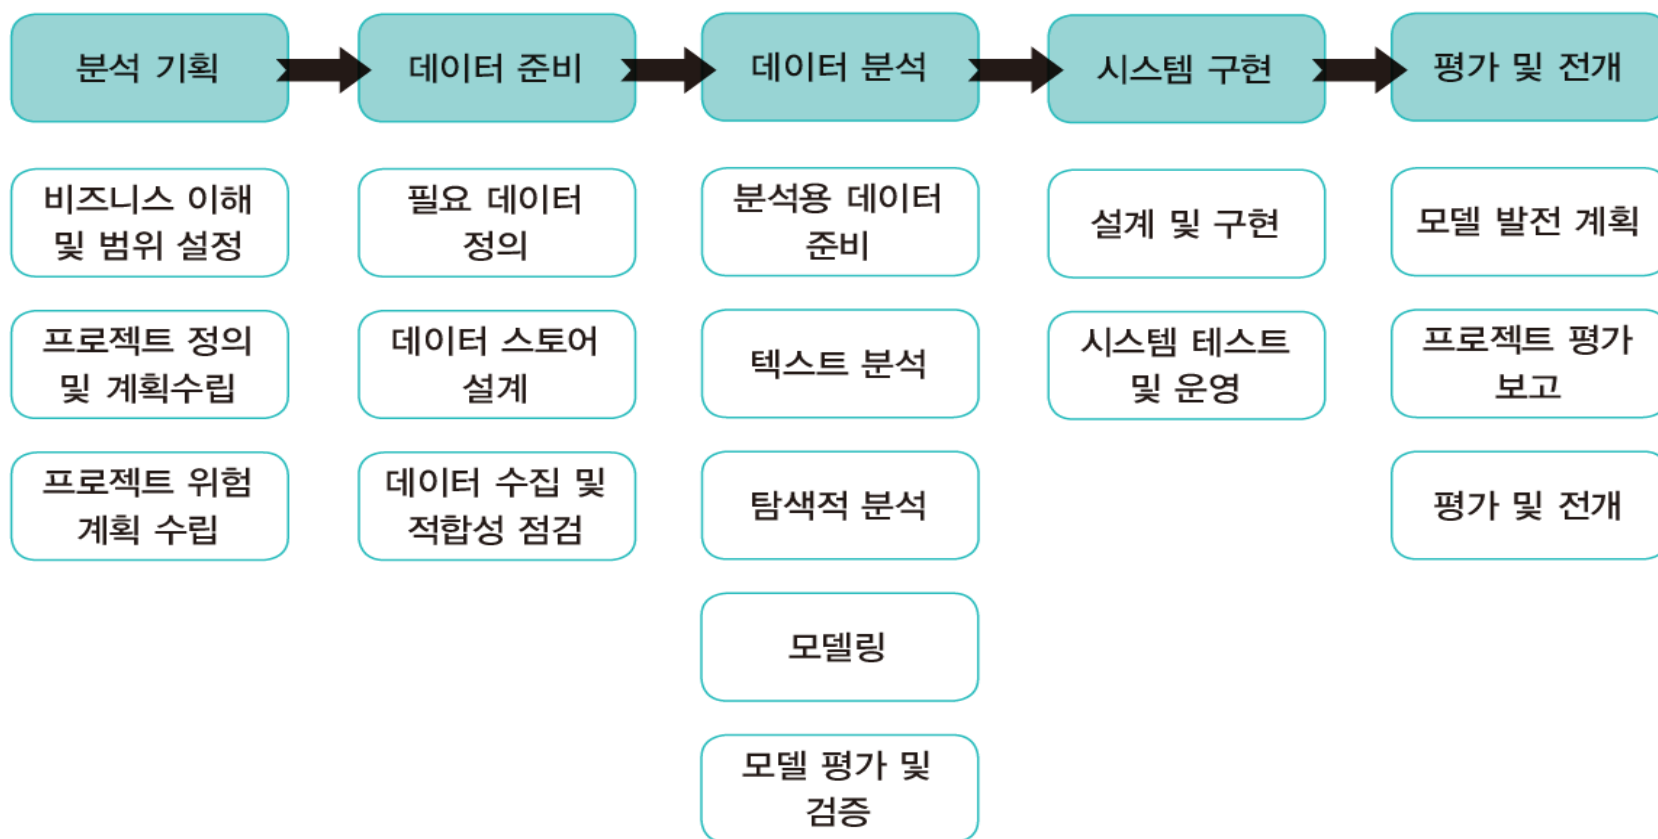 분석 기획
데이터 준비
데이터 분석
시스템 구현
평가 및 전개
비즈니스 이해
및 범위 설정
프로젝트 정의
및 계획수립
프로젝트 위험
계획 수립
필요 데이터
정의
데이터 스토어
설계
데이터 수집 및
적합성 점검
분석용 데이터
준비
텍스트 분석
탐색적 분석
모델링
모델 평가 및
검증
설계 및 구현
시스템 테스트
및 운영
모델 발전 계획
프로젝트 평가
보고
평가 및 전개